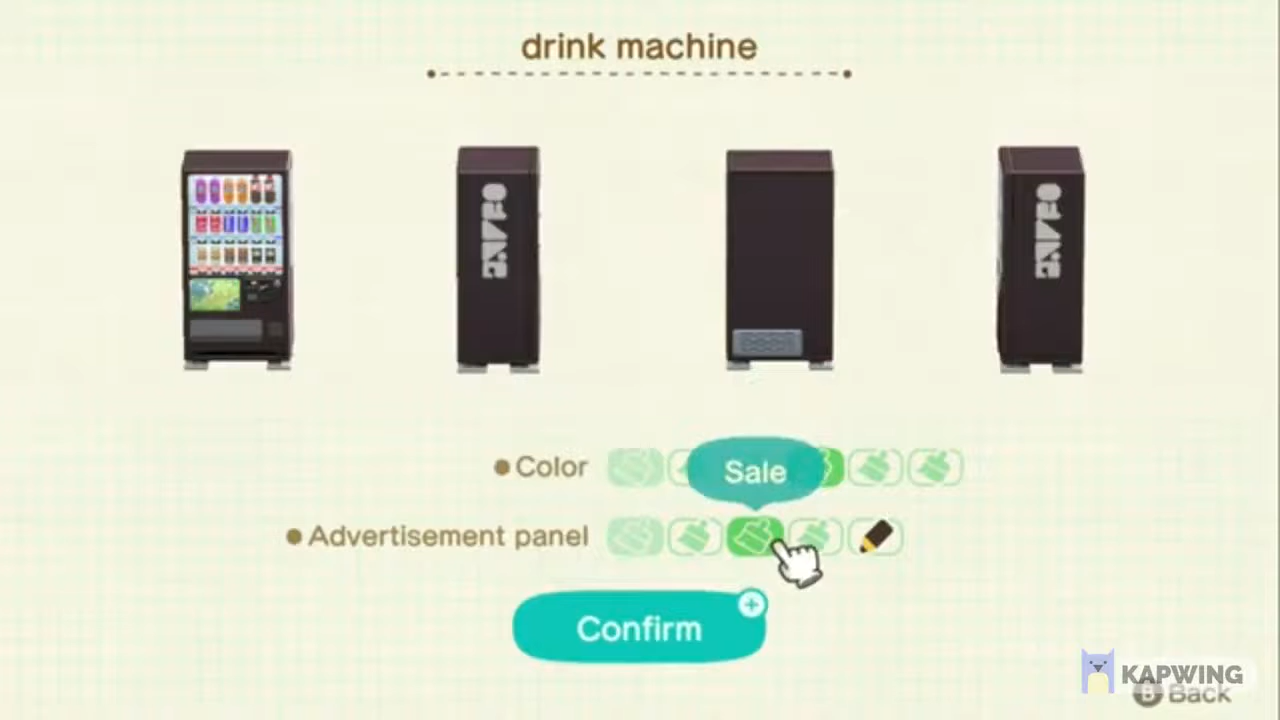 drink machine
Color
Sale
Advertisement panel
Confirm
KAPWING
B Back